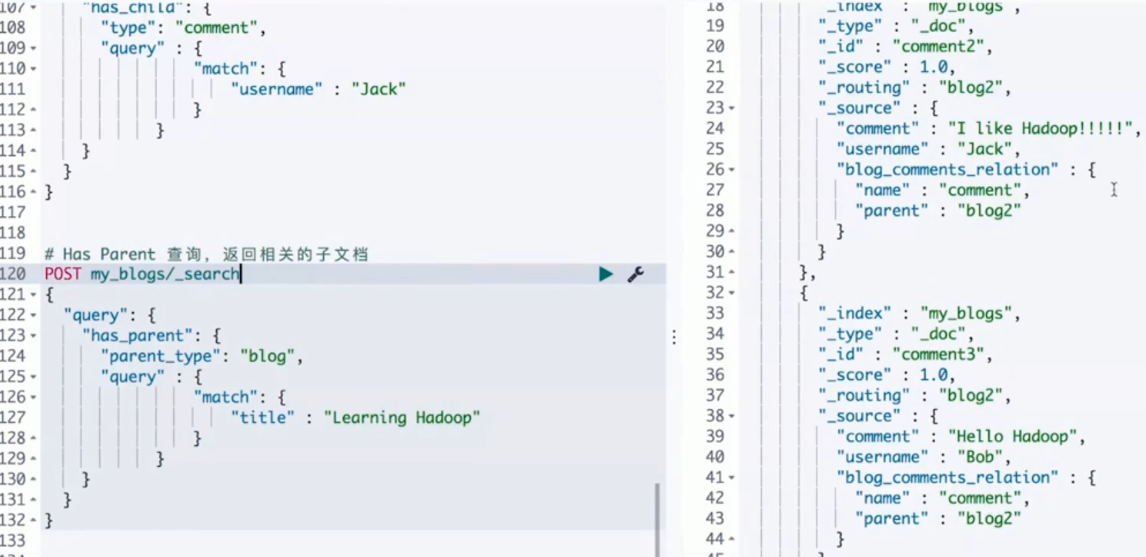 107 "has_child": {
108 "type": "comment",
109 "query" : {
110 "match": {
111 "username" : "Jack"
112 }
113 }
114 }
115 }
116 }
117
118
119 # Has Parent 查询，返回相关的子文档
120 POST my_blogs/_search
121 {
122 "query": {
123 "has_parent": {
124 "parent_type": "blog",
125 "query" : {
126 "match": {
127 "title" : "Learning Hadoop"
128 }
129 }
130 }
131 }
132 }
133
18 "_index" : "my_blogs",
19 "_type" : "_doc",
20 "_id" : "comment2",
21 "_score" : 1.0,
22 "_routing" : "blog2",
23 "_source" : {
24 "comment" : "I like Hadoop!!!!!",
25 "username" : "Jack",
26 "blog_comments_relation" : {
27 "name" : "comment",
28 "parent" : "blog2"
29 }
30 }
31 },
32 {
33 "_index" : "my_blogs",
34 "_type" : "_doc",
35 "_id" : "comment3",
36 "_score" : 1.0,
37 "_routing" : "blog2",
38 "_source" : {
39 "comment" : "Hello Hadoop",
40 "username" : "Bob",
41 "blog_comments_relation" : {
42 "name" : "comment",
43 "parent" : "blog2"
44 }